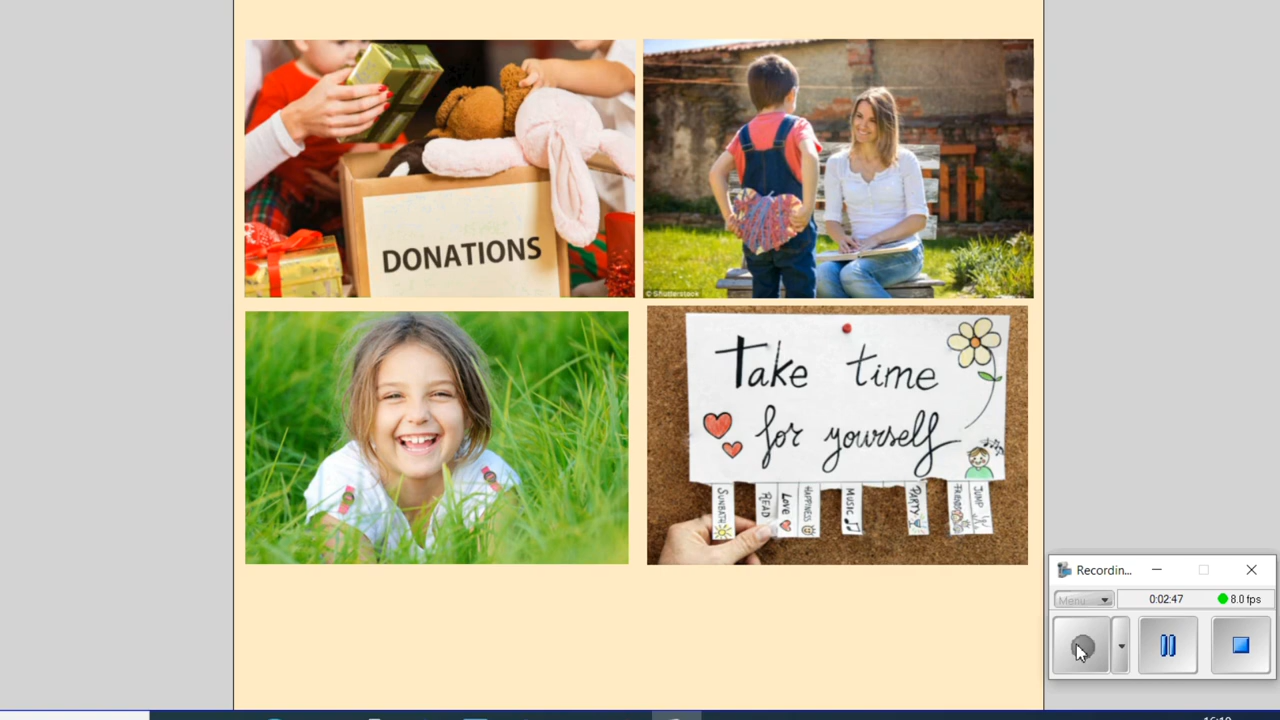 DONATIONS
© Shutterstock
Take time
for yourself
SUNBATH
READ
LOVE
HAPPINESS
MUSIC
PARTY
FRIENDS
JUMP
Recordin...
Menu
0:02:47
8.0 fps